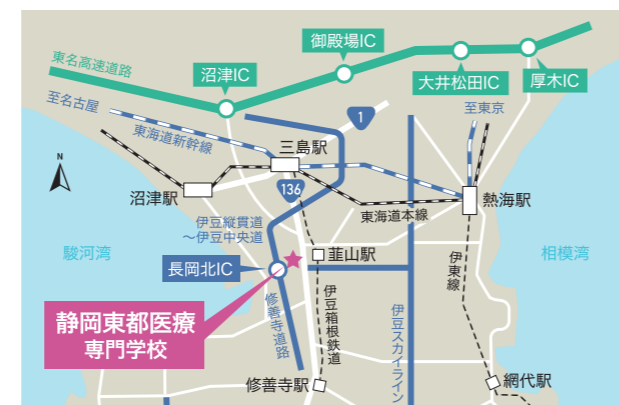 御殿場IC
東名高速道路
沼津IC
大井松田IC
厚木IC
至名古屋
東海道新幹線
1
至東京
三島駅
N
136
沼津駅
熱海駅
東海道本線
伊豆縦貫道
～伊豆中央道
駿河湾
韮山駅
伊東線
相模湾
長岡北IC
静岡東都医療
専門学校
修善寺道路
伊豆箱根鉄道
伊豆スカイライン
修善寺駅
網代駅